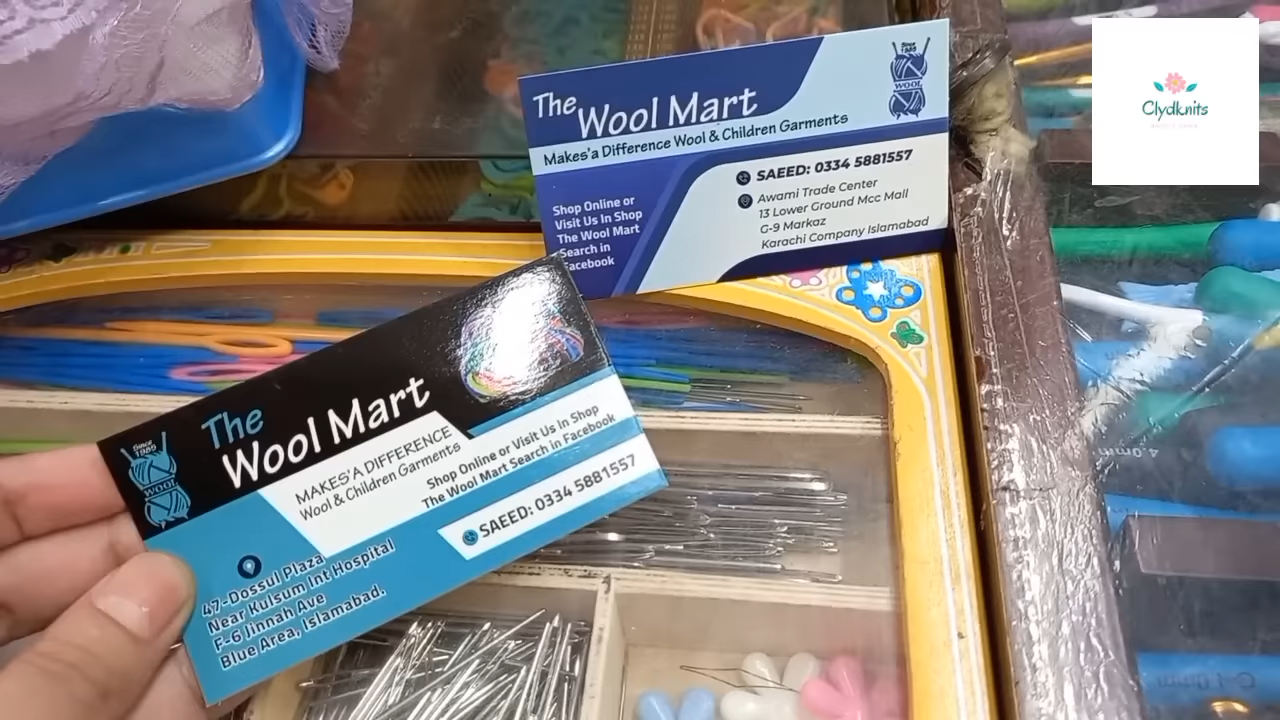 The
Wool Mart
Makes'a Difference Wool & Children Garments
Since
1985
WOOL
SAEED: 0334 5881557
Awami Trade Center
13 Lower Ground Mcc Mall
G-9 Markaz
Karachi Company Islamabad
Shop Online or
Visit Us In Shop
The Wool Mart
Search in
Facebook
Clydknits
The
Wool Mart
Since
1985
WOOL
MAKES'A DIFFERENCE
Wool & Children Garments
Shop Online or Visit Us In Shop
The Wool Mart Search in Facebook
SAEED: 0334 5881557
47-Dossul Plaza
Near Kulsum Int Hospital
F-6 Jinnah Ave
Blue Area, Islamabad.
4.0mm